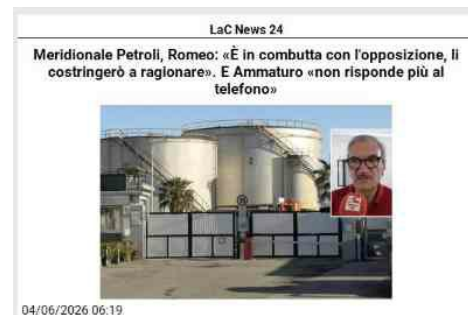 LaC News 24
Meridionale Petroli, Romeo: «È in combutta con l'opposizione, li
costringerò a ragionare». E Ammaturo «non risponde più al
telefono»
04/06/2026 06:19